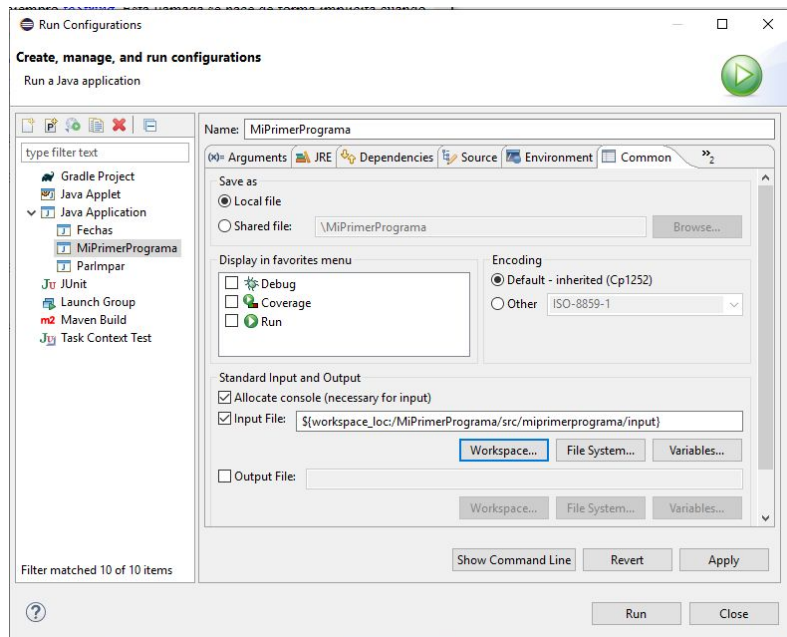 Run Configurations
Create, manage, and run configurations
Run a Java application
type filter text
Gradle Project
Java Applet
Java Application
Fechas
MiPrimerPrograma
ParImpar
JUnit
Launch Group
Maven Build
Task Context Test
Filter matched 10 of 10 items
Name: MiPrimerPrograma
(x)= Arguments JRE Dependencies Source Environment Common »2
Save as
Local file
Shared file: \MiPrimerPrograma Browse...
Display in favorites menu
Debug
Coverage
Run
Encoding
Default - inherited (Cp1252)
Other ISO-8859-1
Standard Input and Output
Allocate console (necessary for input)
Input File: ${workspace_loc:/MiPrimerPrograma/src/miprimerprograma/input}
Workspace... File System... Variables...
Output File:
Workspace... File System... Variables...
Show Command Line Revert Apply
Run Close